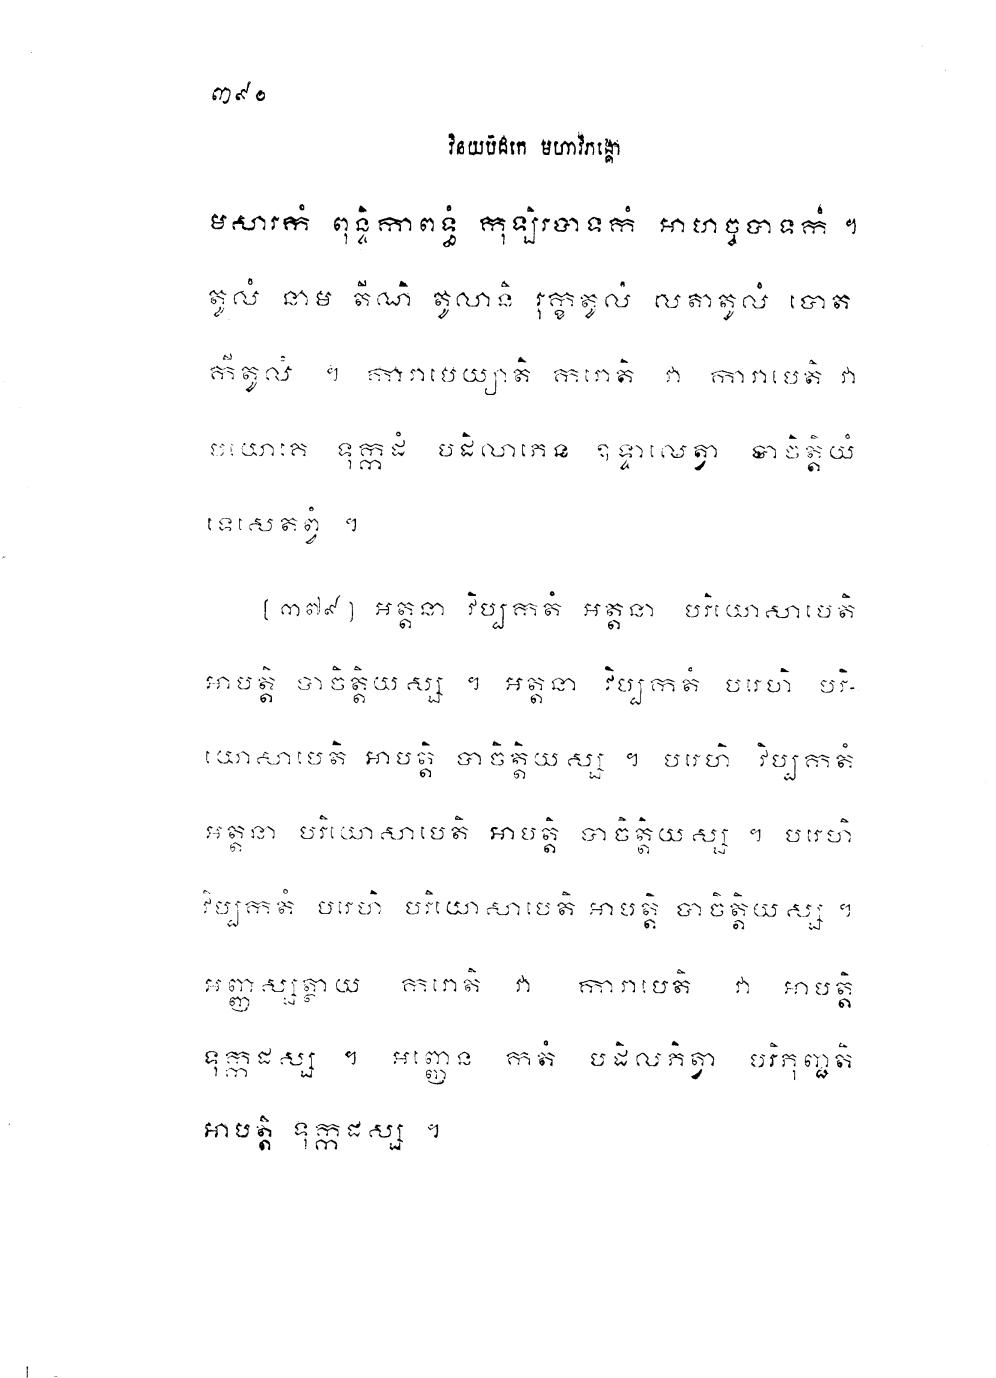 ៣៩០
វិនយបិដកេ មហាវិភង្គោ
មសារកំ ពុន្ទិកាពទ្ធំ កុឡិរបាទកំ អាហច្ចបាទកំ ។
តូលំ នាម តីណិ តូលានិ រុក្ខតូលំ លតាតូលំ បោត
កីតូលំ ។ ការាបេយ្យាតិ ករោតិ វា ការាបេតិ វា
បយោគេ ទុក្កដំ បដិលាភេន ឧទ្ទាលេត្វា បាចិត្តិយំ
ទេសេតព្វំ ។
[៣៧៩] អត្តនា វិប្បកតំ អត្តនា បរិយោសាបេតិ
អាបត្តិ បាចិត្តិយស្ស ។ អត្តនា វិប្បកតំ បរេហិ បរិ-
យោសាបេតិ អាបត្តិ បាចិត្តិយស្ស ។ បរេហិ វិប្បកតំ
អត្តនា បរិយោសាបេតិ អាបត្តិ បាចិត្តិយស្ស ។ បរេហិ
វិប្បកតំ បរេហិ បរិយោសាបេតិ អាបត្តិ បាចិត្តិយស្ស ។
អញ្ញស្សត្ថាយ ករោតិ វា ការាបេតិ វា អាបត្តិ
ទុក្កដស្ស ។ អញ្ញេន កតំ បដិលភិត្វា បរិភុញ្ជតិ
អាបត្តិ ទុក្កដស្ស ។